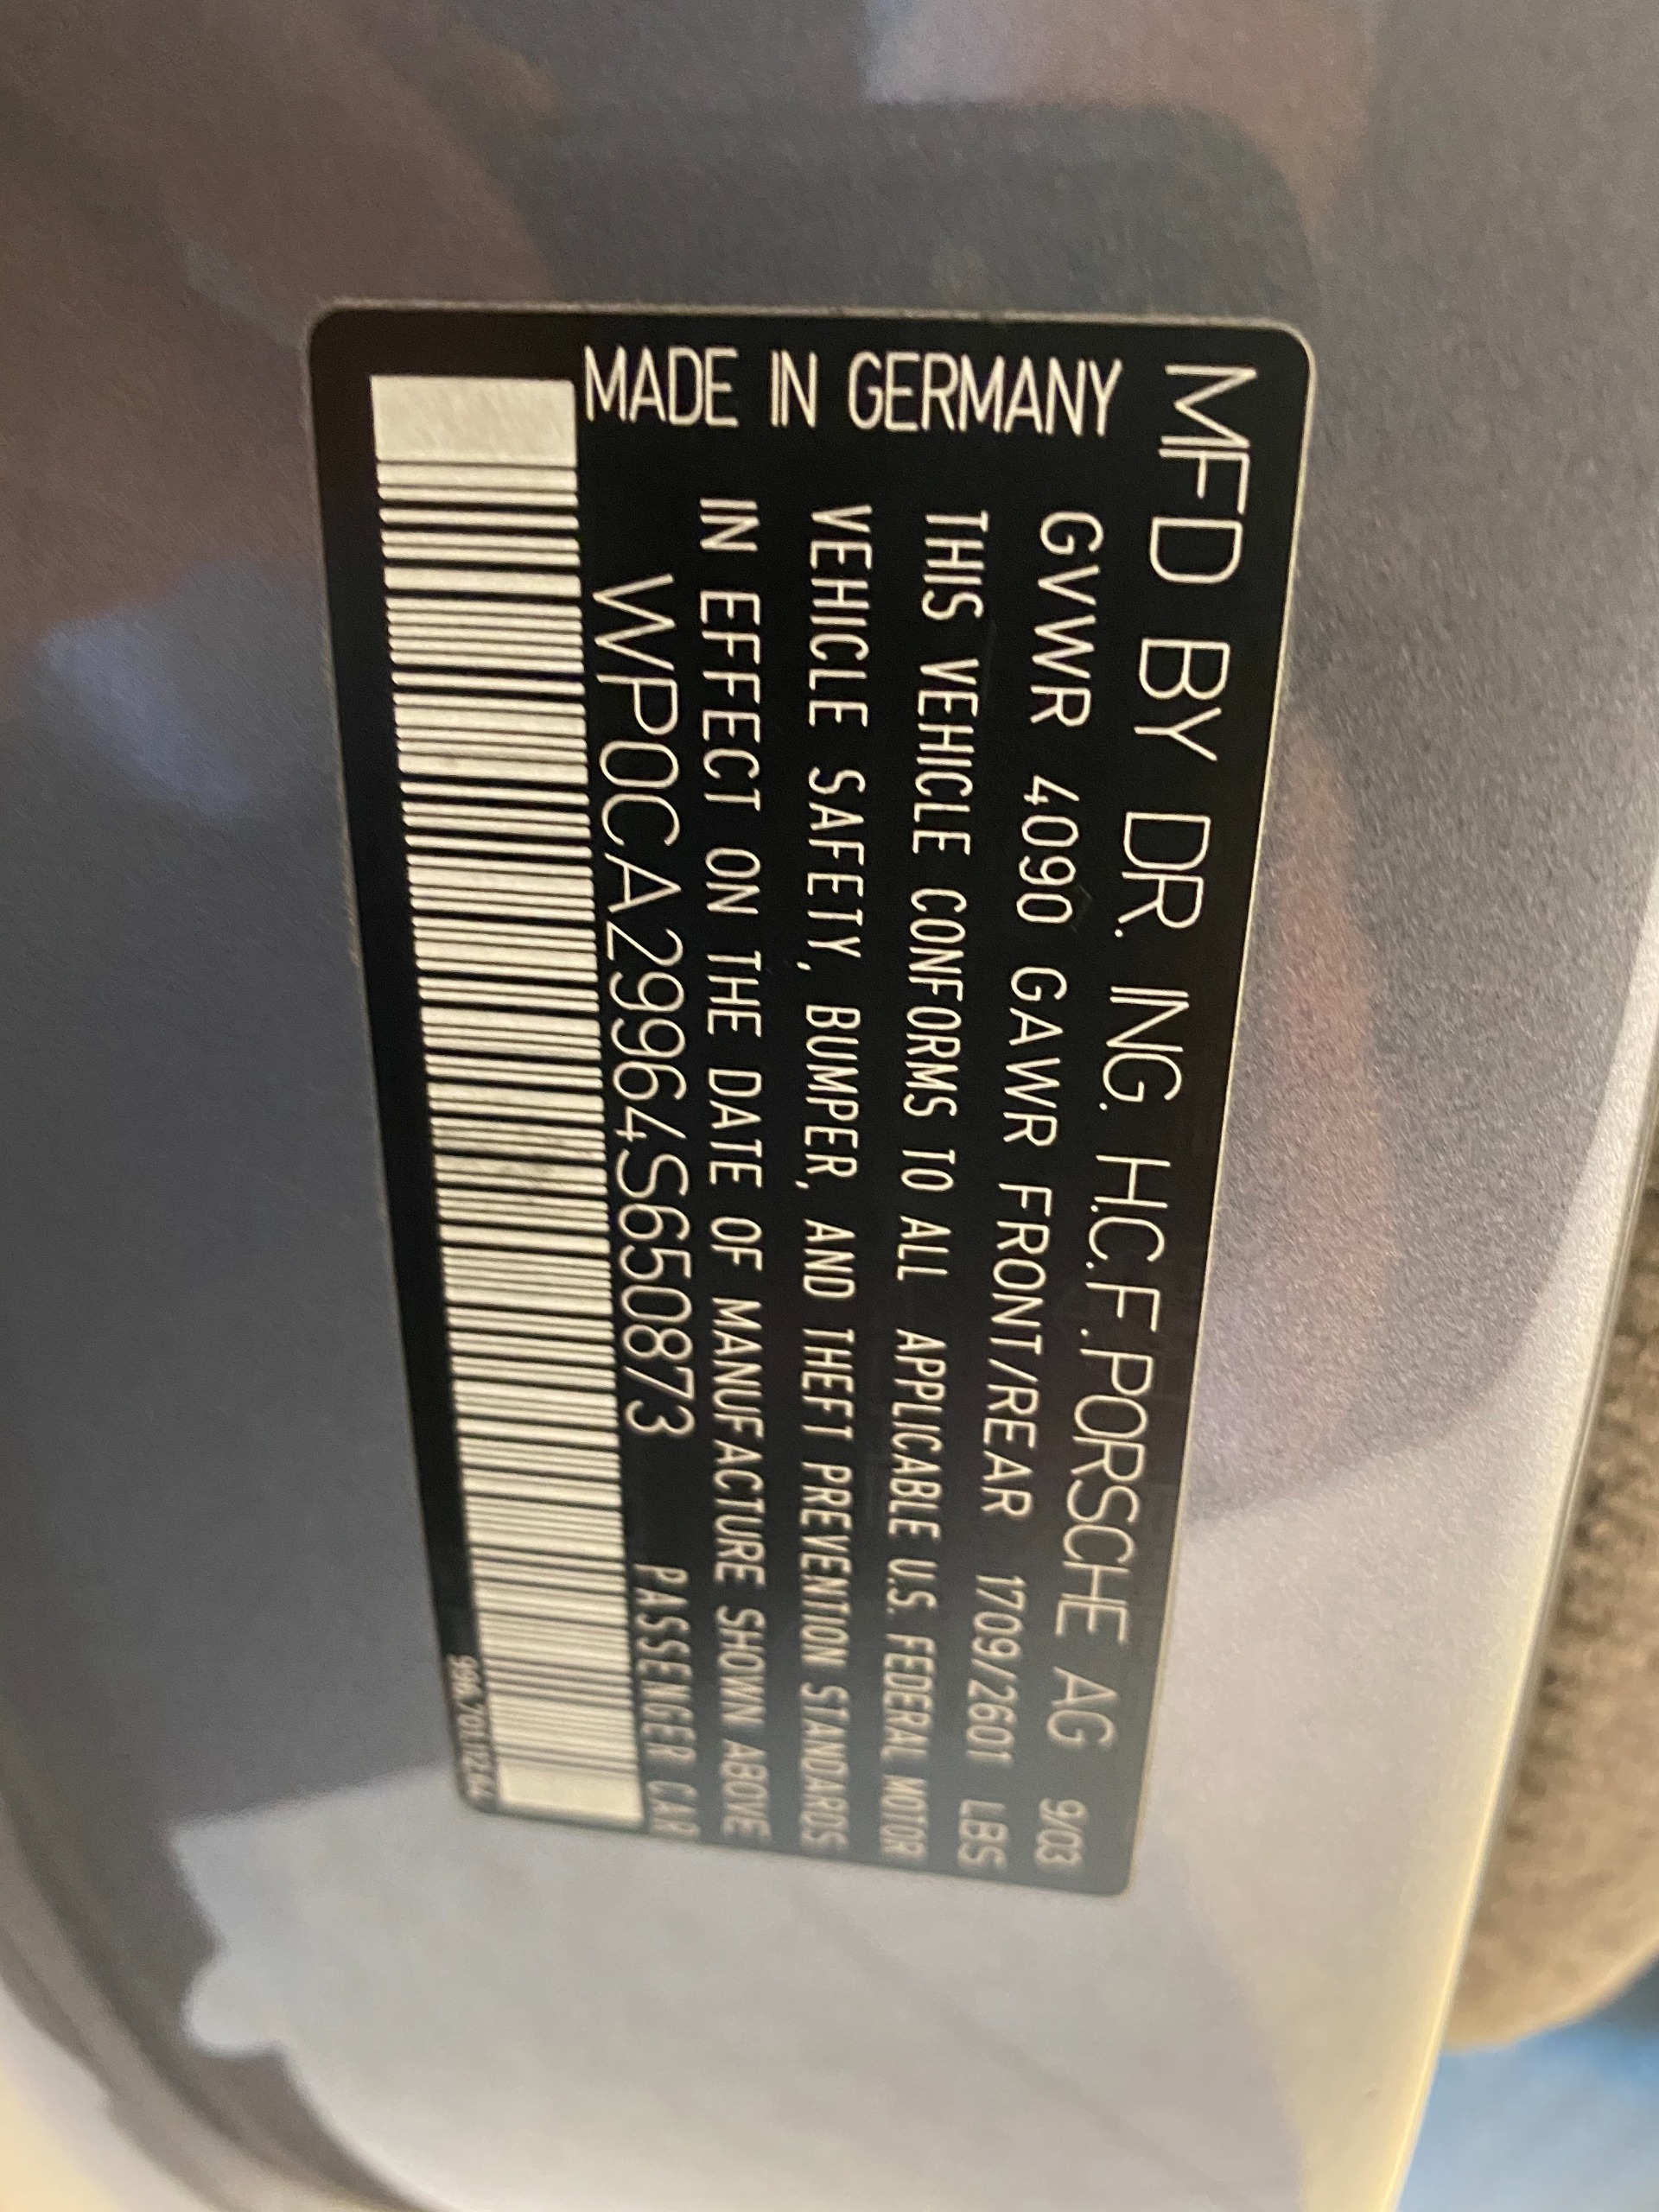 MFD BY DR. ING. H.C.F. PORSCHE AG 9/03
GVWR 4090 GAWR FRONT/REAR 1709/2601 LBS
THIS VEHICLE CONFORMS TO ALL APPLICABLE U.S. FEDERAL MOTOR
VEHICLE SAFETY, BUMPER, AND THEFT PREVENTION STANDARDS
IN EFFECT ON THE DATE OF MANUFACTURE SHOWN ABOVE
MADE IN GERMANY
WP0CA29964S650873 PASSENGER CAR